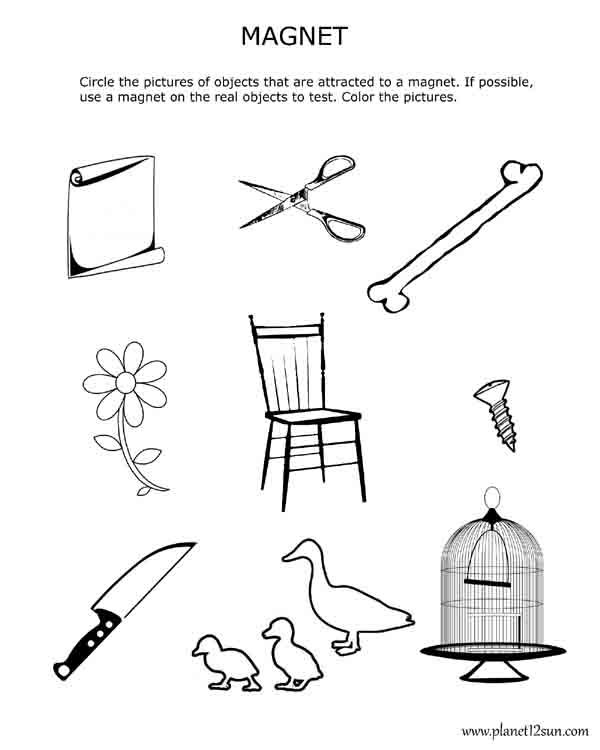 MAGNET
Circle the pictures of objects that are attracted to a magnet. If possible,
use a magnet on the real objects to test. Color the pictures.
www.planet12sun.com